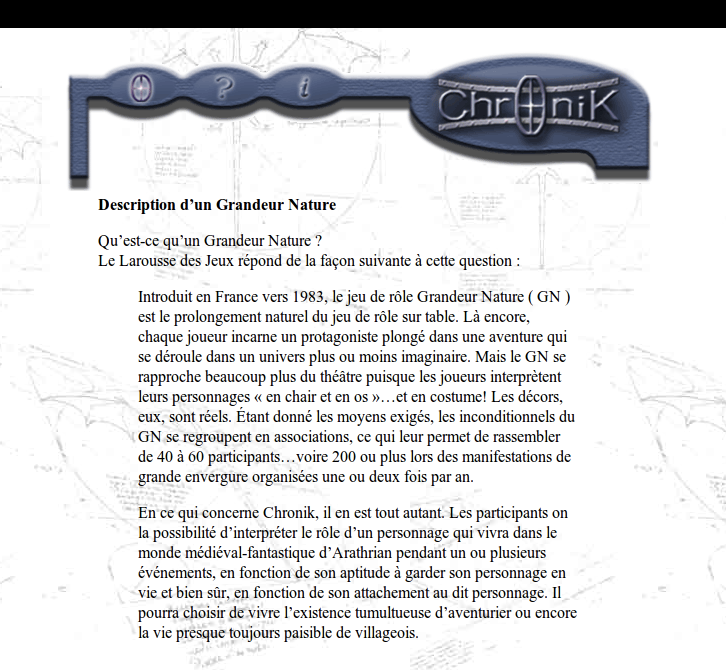 ? i
ChrOniK
Description d’un Grandeur Nature
Qu’est-ce qu’un Grandeur Nature ?
Le Larousse des Jeux répond de la façon suivante à cette question :
Introduit en France vers 1983, le jeu de rôle Grandeur Nature ( GN )
est le prolongement naturel du jeu de rôle sur table. Là encore,
chaque joueur incarne un protagoniste plongé dans une aventure qui
se déroule dans un univers plus ou moins imaginaire. Mais le GN se
rapproche beaucoup plus du théâtre puisque les joueurs interprètent
leurs personnages « en chair et en os »…et en costume! Les décors,
eux, sont réels. Étant donné les moyens exigés, les inconditionnels du
GN se regroupent en associations, ce qui leur permet de rassembler
de 40 à 60 participants…voire 200 ou plus lors des manifestations de
grande envergure organisées une ou deux fois par an.
En ce qui concerne Chronik, il en est tout autant. Les participants on
la possibilité d’interpréter le rôle d’un personnage qui vivra dans le
monde médiéval-fantastique d’Arathrian pendant un ou plusieurs
événements, en fonction de son aptitude à garder son personnage en
vie et bien sûr, en fonction de son attachement au dit personnage. Il
pourra choisir de vivre l’existence tumultueuse d’aventurier ou encore
la vie presque toujours paisible de villageois.